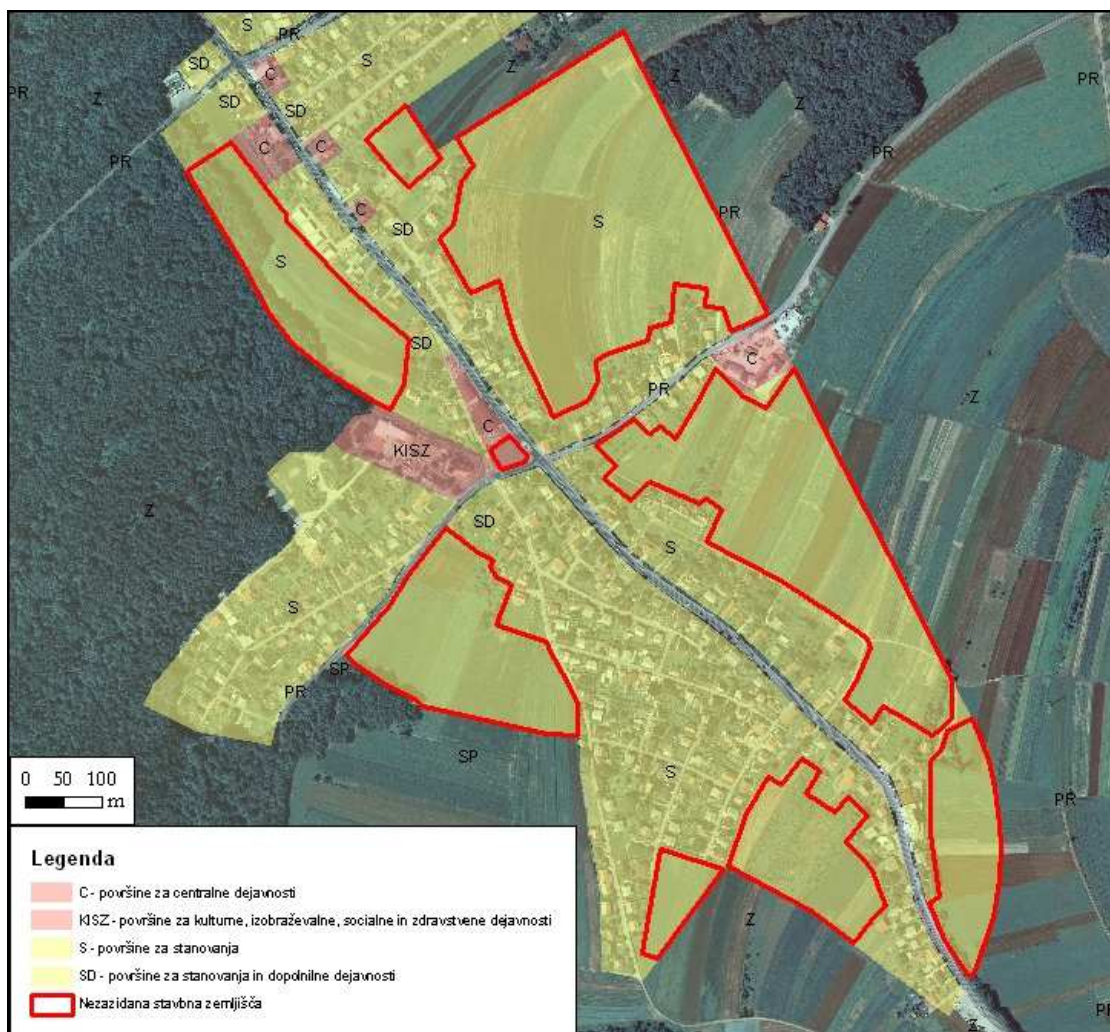 S
PR
SD
C
S
PR
Z
Z
PR
SD
SD
Z
PR
C
C
PR
PR
C
SD
S
PR
S
SD
C
PR
C
Z
KISZ
Z
SD
S
S
SP
PR
SP
S
PR
0 50 100
m
Z
Legenda
C - površine za centralne dejavnosti
KISZ - površine za kulturne, izobraževalne, socialne in zdravstvene dejavnosti
S - površine za stanovanja
SD - površine za stanovanja in dopolnilne dejavnosti
Nezazidana stavbna zemljišča
PR
Z